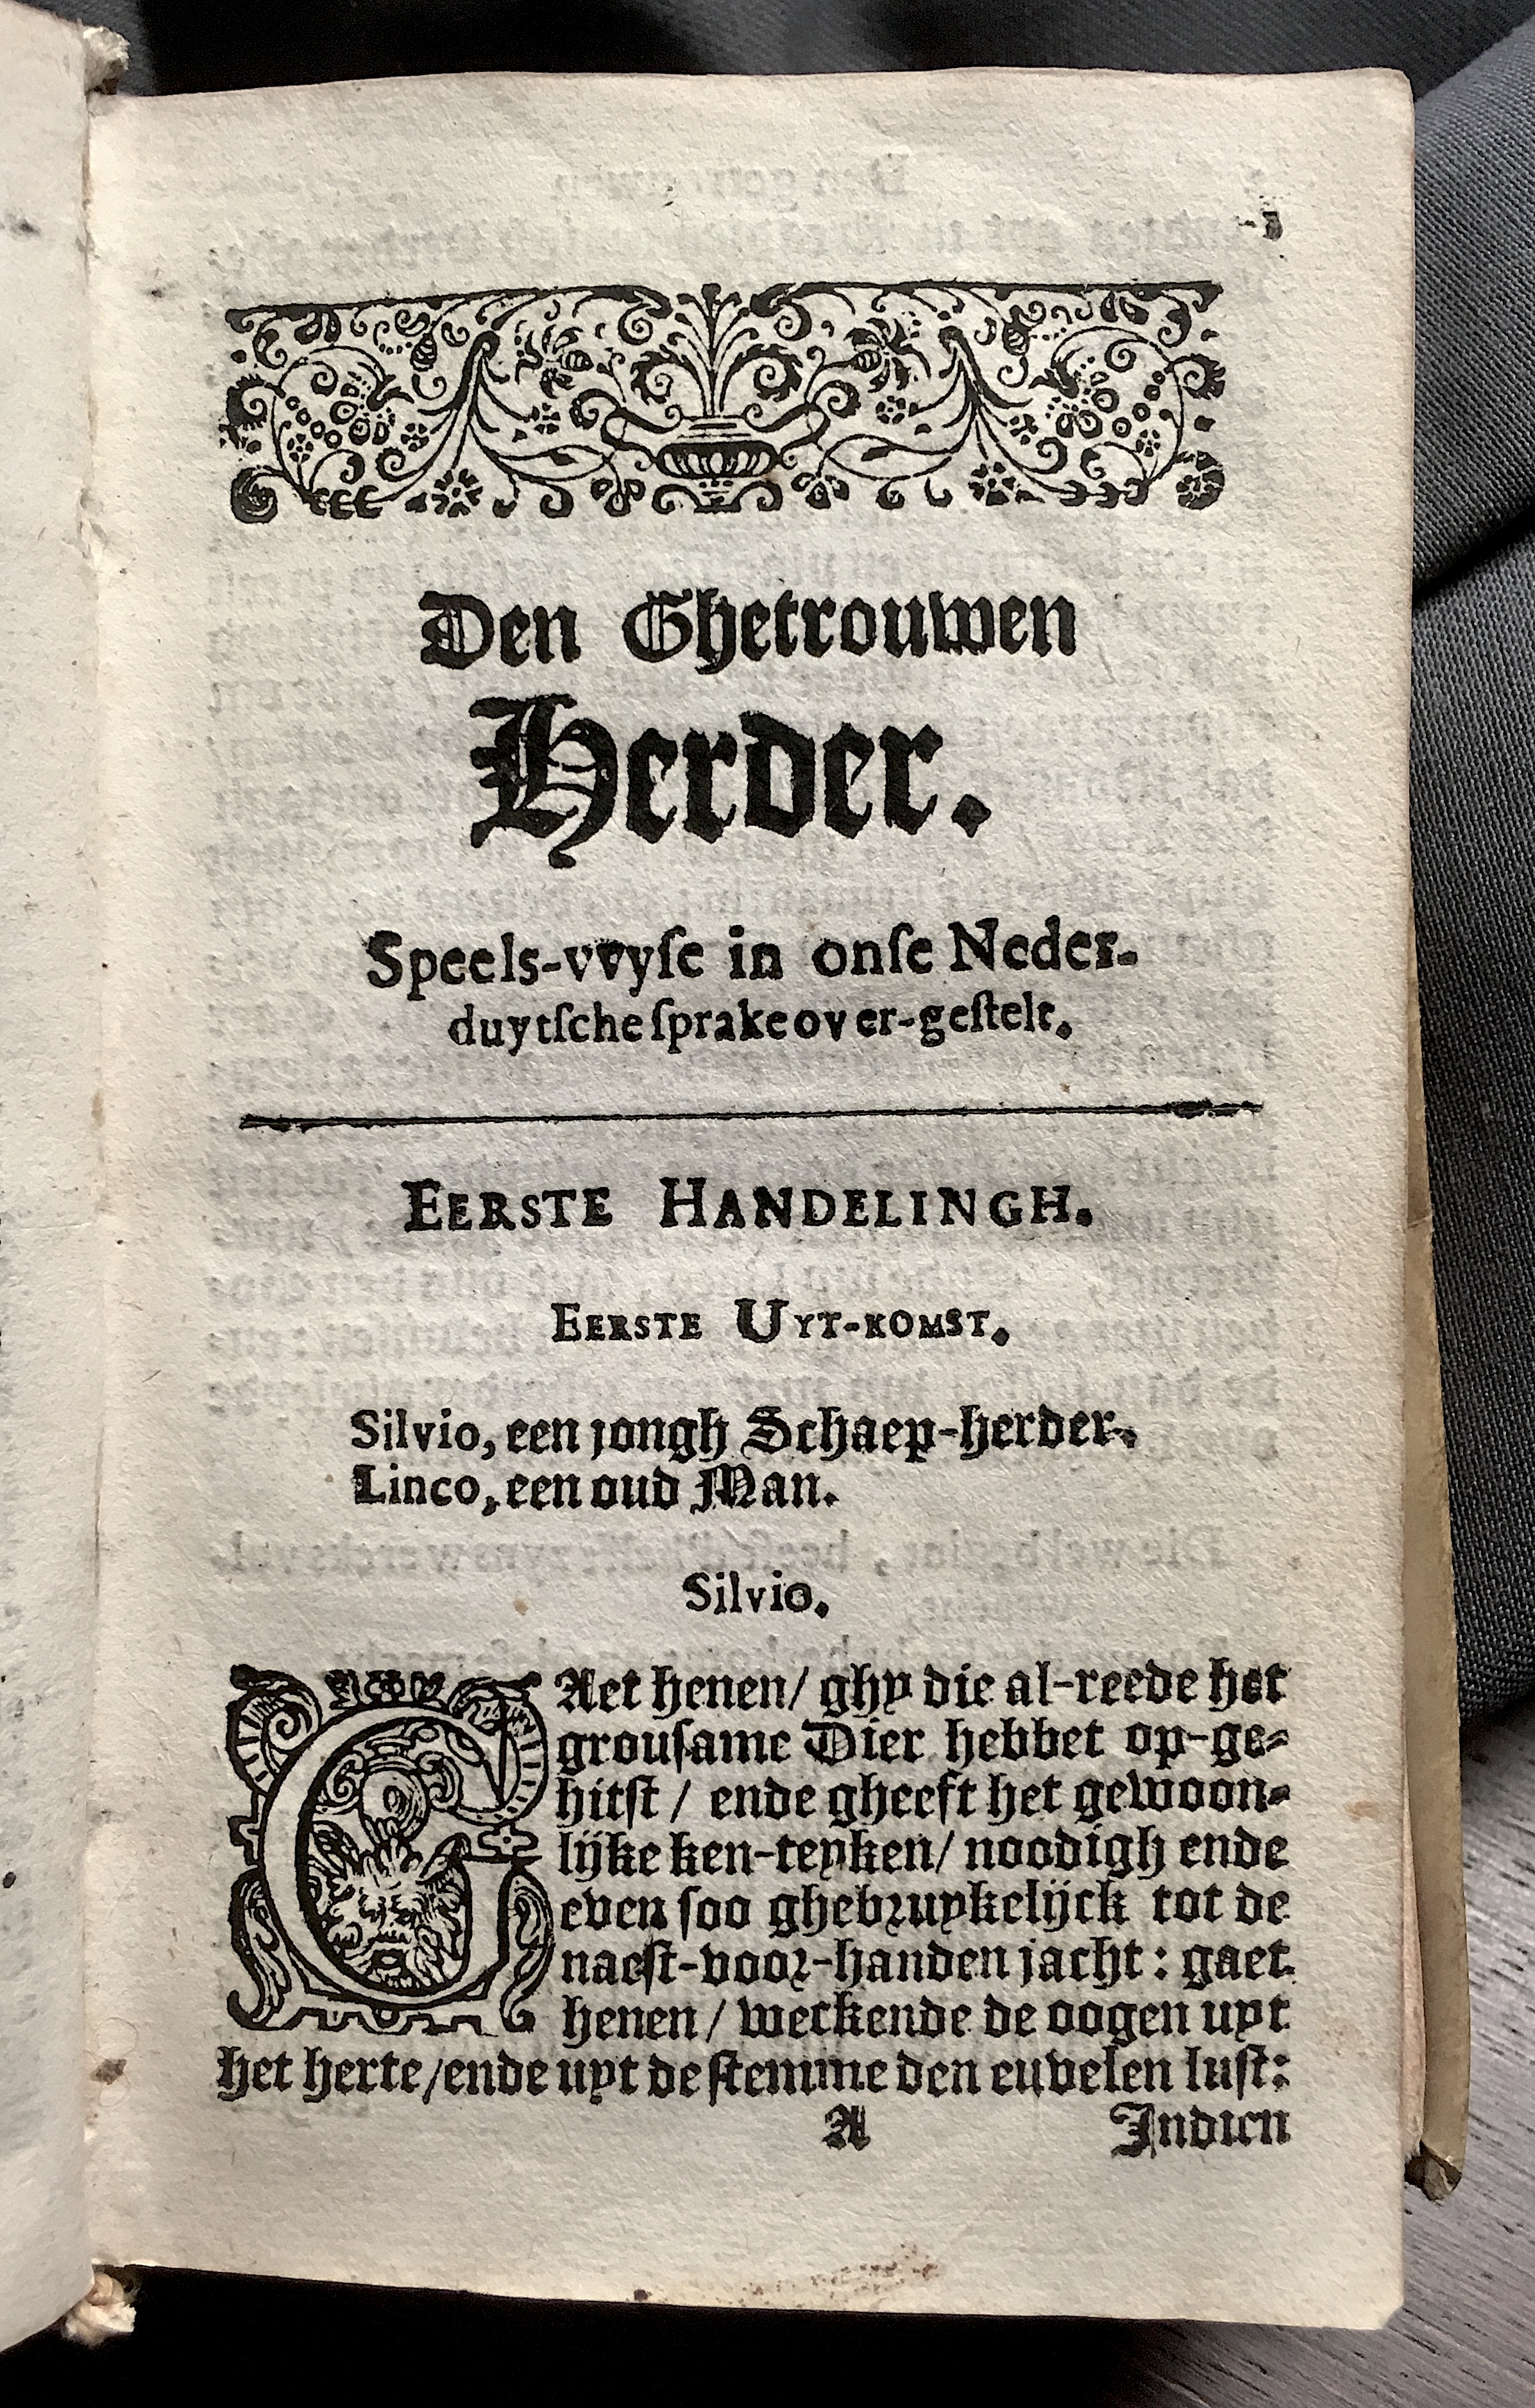 Den Ghetrouwen
Herder.
Speels-vvyſe in onſe Neder-
duytſche ſprake over-geſtelt.
EERSTE HANDELINGH.
EERSTE UYT-KOMST.
Silvio, een jongh Schaep-herder.
Linco, een oud Man.
Silvio.
GAet henen/ ghy die al-reede het
grouſame Dier hebbet op-ge-
hitſt / ende gheeft het gewoon-
lijke ken-teyken/ noodigh ende
even ſoo ghebruykelijck tot de
naeſt-voor-handen jacht: gaet
henen/ weckende de oogen uyt
het herte/ ende uyt de ſtemme den euvelen luſt:
A Indien